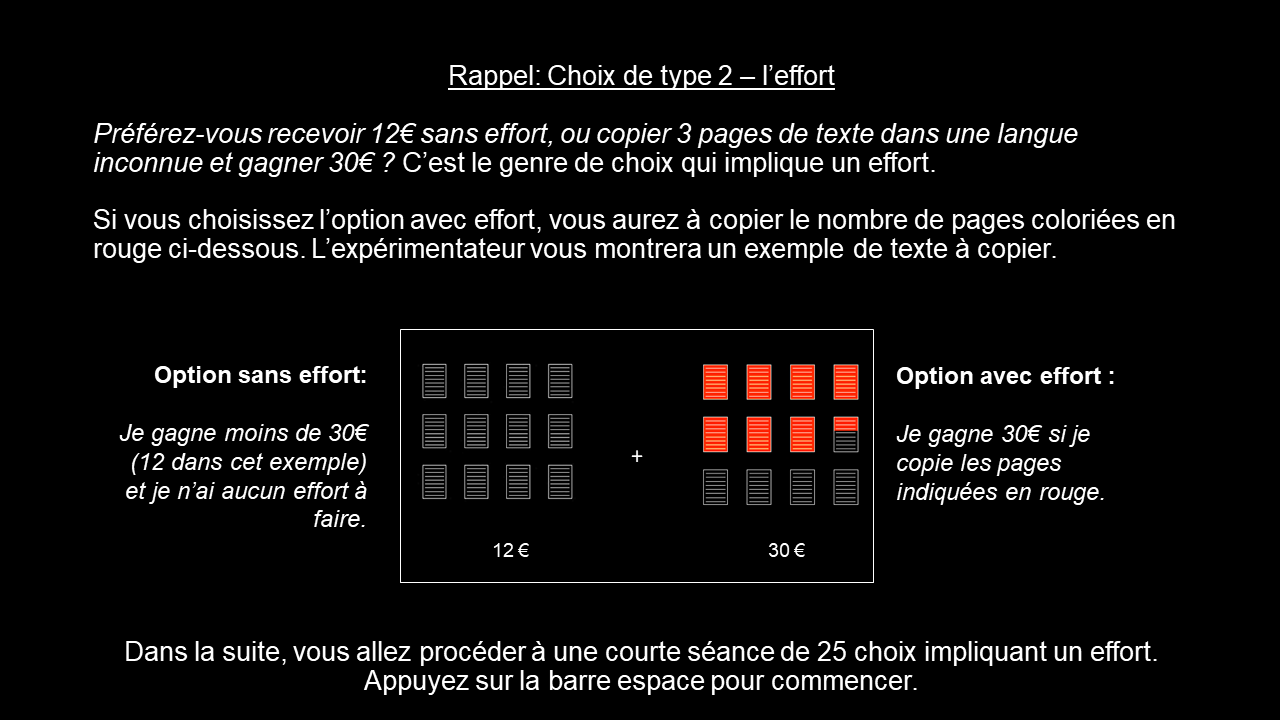 Rappel: Choix de type 2 – l’effort
Préférez-vous recevoir 12€ sans effort, ou copier 3 pages de texte dans une langue
inconnue et gagner 30€ ? C’est le genre de choix qui implique un effort.
Si vous choisissez l’option avec effort, vous aurez à copier le nombre de pages coloriées en
rouge ci-dessous. L’expérimentateur vous montrera un exemple de texte à copier.
Option sans effort:
Je gagne moins de 30€
(12 dans cet exemple)
et je n’ai aucun effort à
faire.
+
12 €
30 €
Option avec effort :
Je gagne 30€ si je
copie les pages
indiquées en rouge.
Dans la suite, vous allez procéder à une courte séance de 25 choix impliquant un effort.
Appuyez sur la barre espace pour commencer.